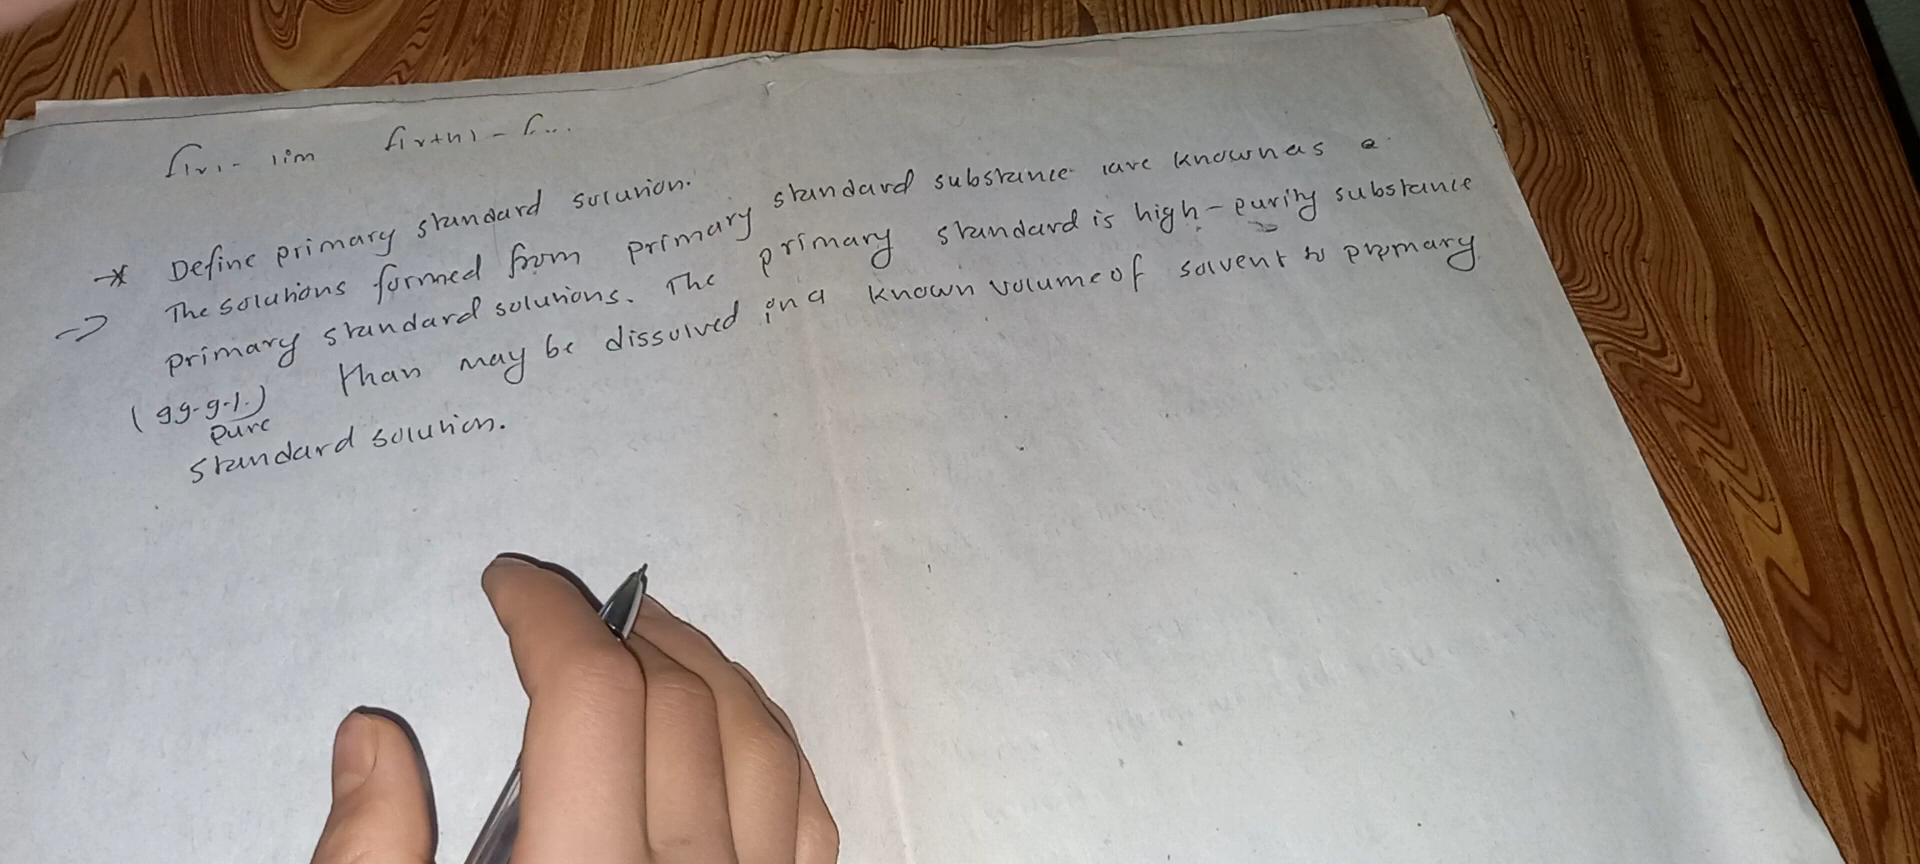 lim f(x+h) -
* Define primary standard solution.
-> The solutions formed from primary standard substance are known as a
primary standard solutions. The primary standard is high-purity substance
(99.9%) pure than may be dissolved in a known volume of solvent to primary
standard solution.